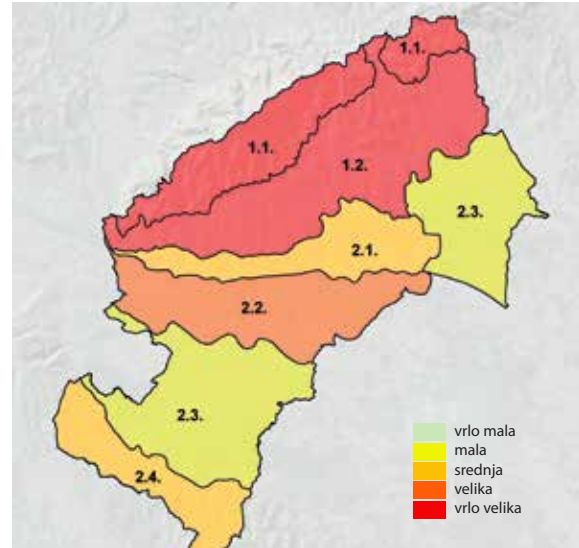 1.1.
1.1.
1.2.
2.3.
2.1.
2.2.
2.3.
2.4.
vrlo mala
mala
srednja
velika
vrlo velika